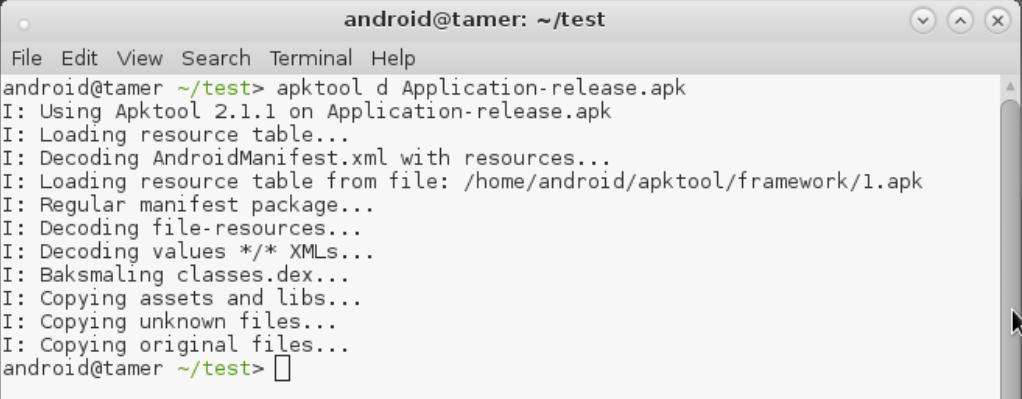 android@tamer: ~/test
File Edit View Search Terminal Help
android@tamer ~/test> apktool d Application-release.apk
I: Using Apktool 2.1.1 on Application-release.apk
I: Loading resource table...
I: Decoding AndroidManifest.xml with resources...
I: Loading resource table from file: /home/android/apktool/framework/1.apk
I: Regular manifest package...
I: Decoding file-resources...
I: Decoding values */* XMLs...
I: Baksmaling classes.dex...
I: Copying assets and libs...
I: Copying unknown files...
I: Copying original files...
android@tamer ~/test>